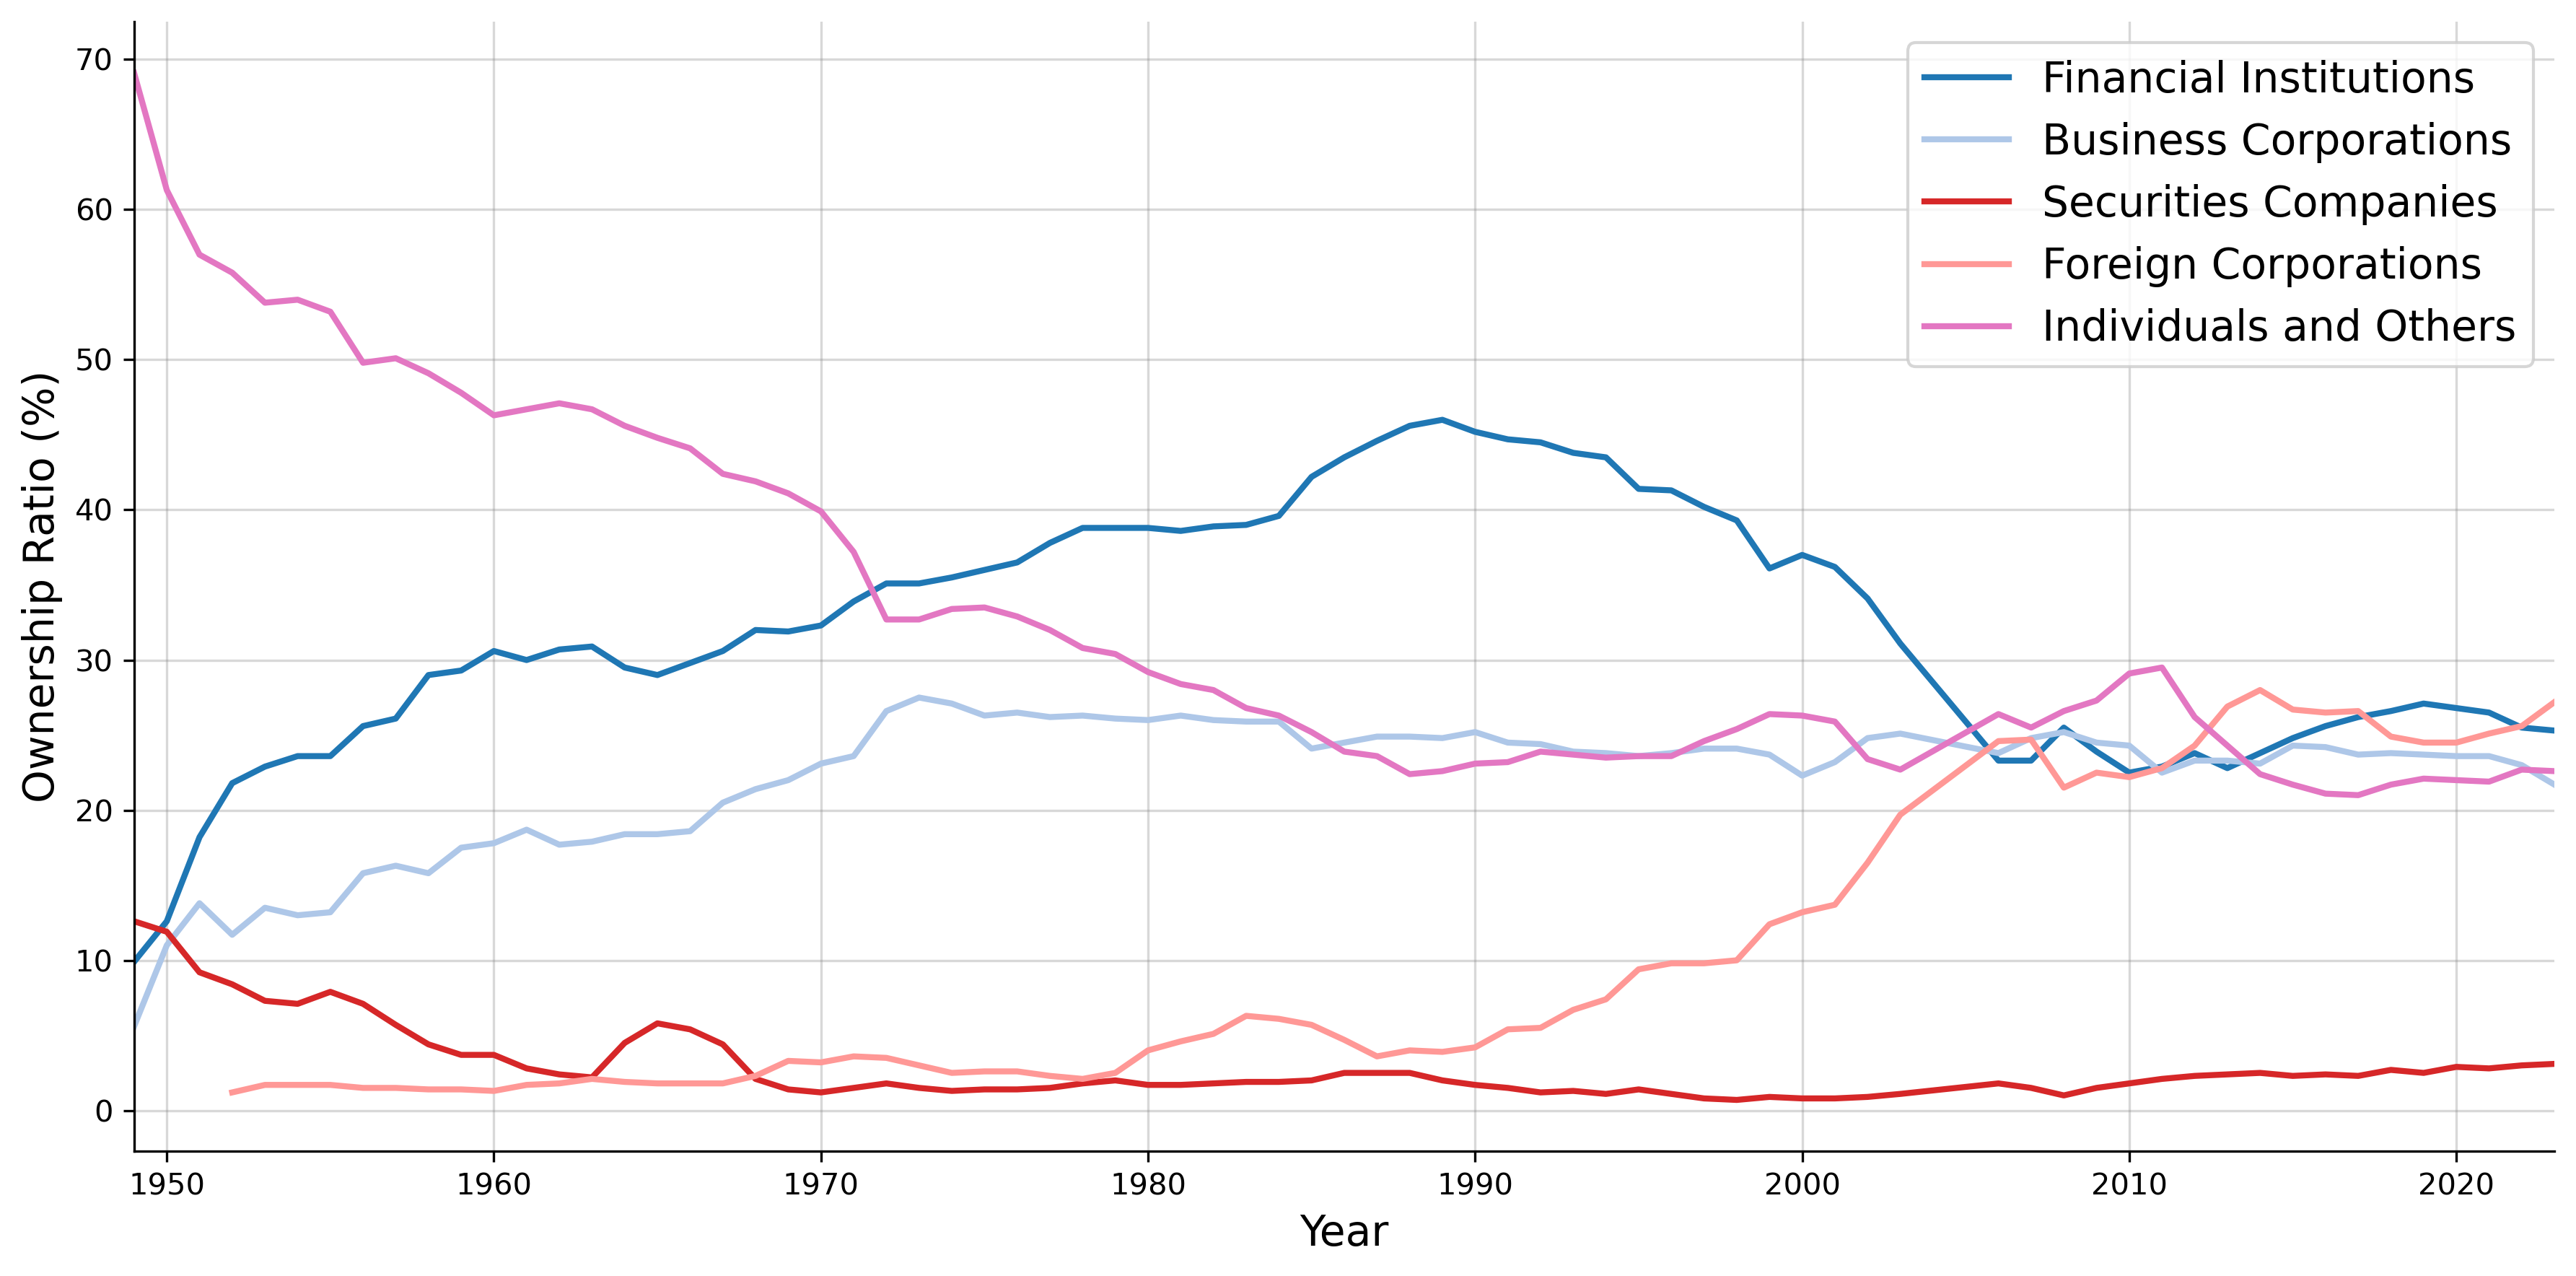 Financial Institutions
Business Corporations
Securities Companies
Foreign Corporations
Individuals and Others
Ownership Ratio (%)
70
60
50
40
30
20
10
0
1950 1960 1970 1980 1990 2000 2010 2020
Year